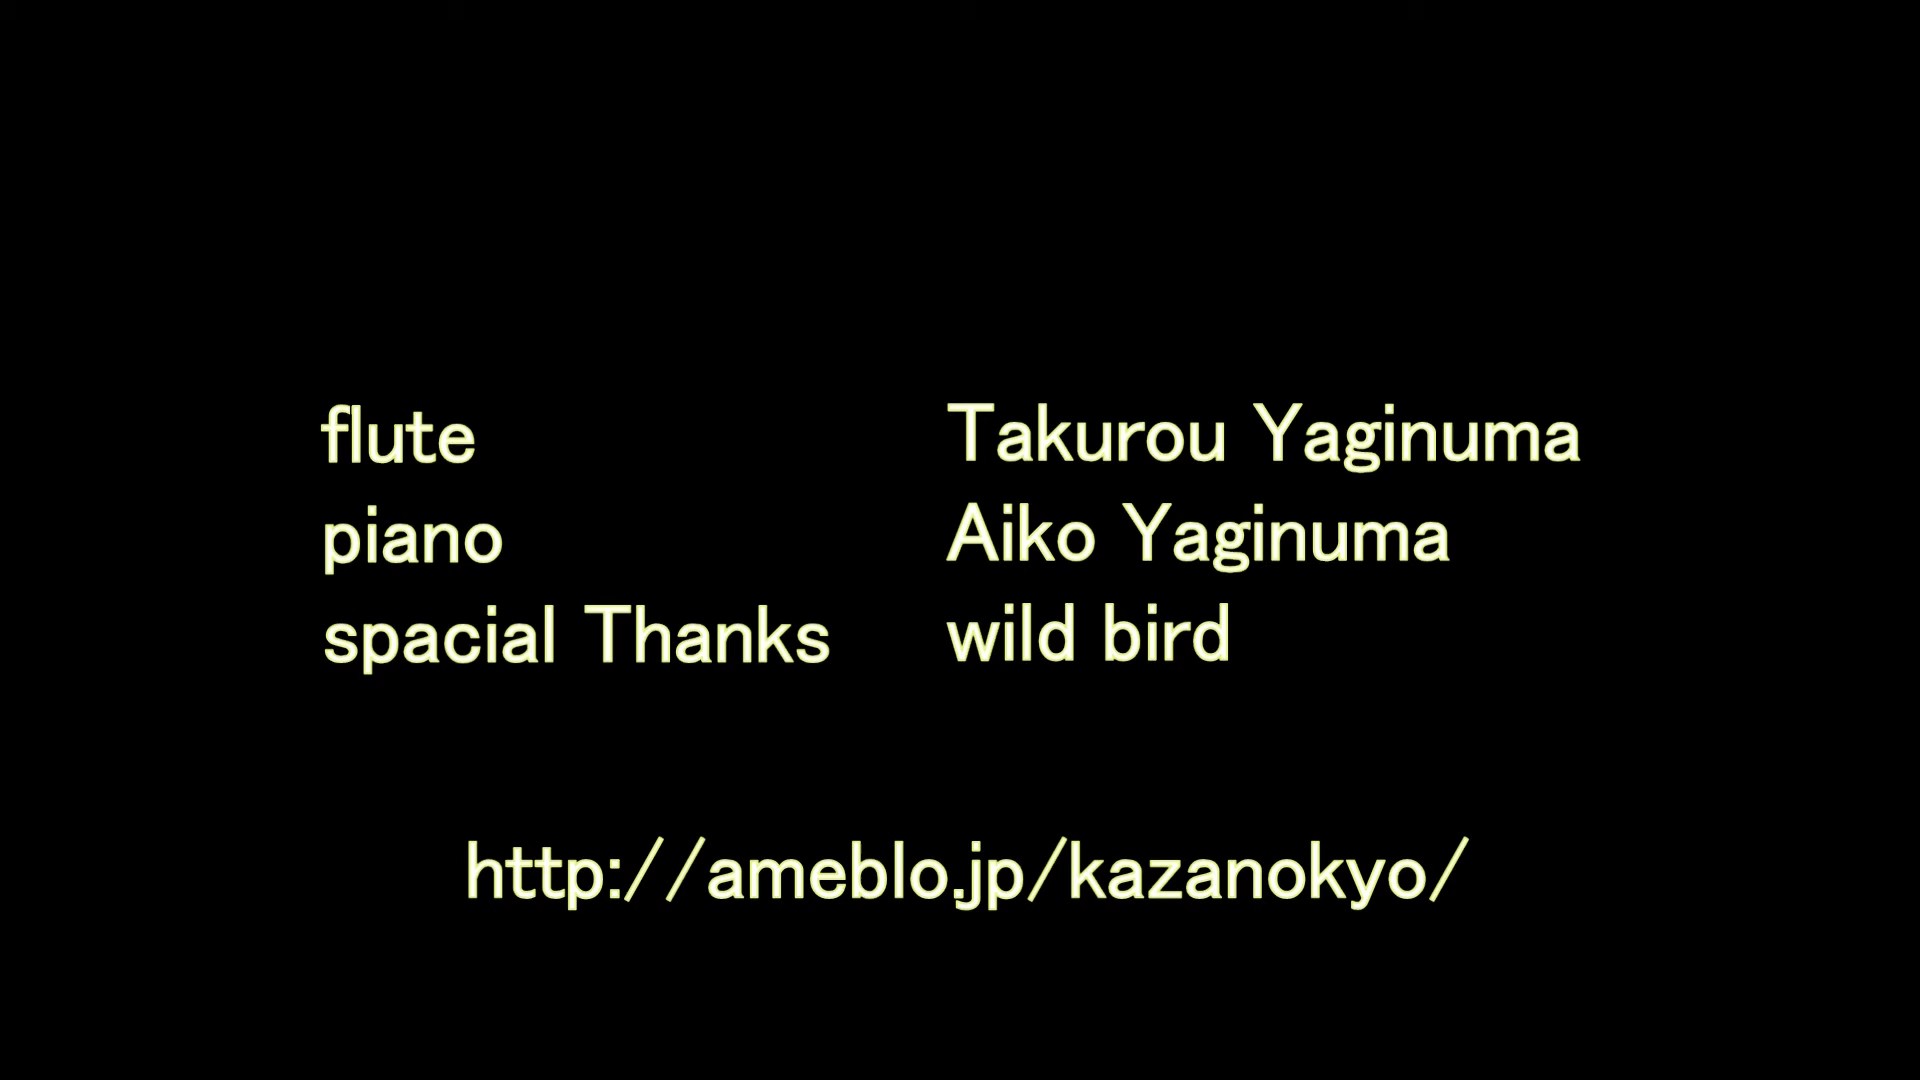 flute Takurou Yaginuma
piano Aiko Yaginuma
spacial Thanks wild bird
http://ameblo.jp/kazanokyo/